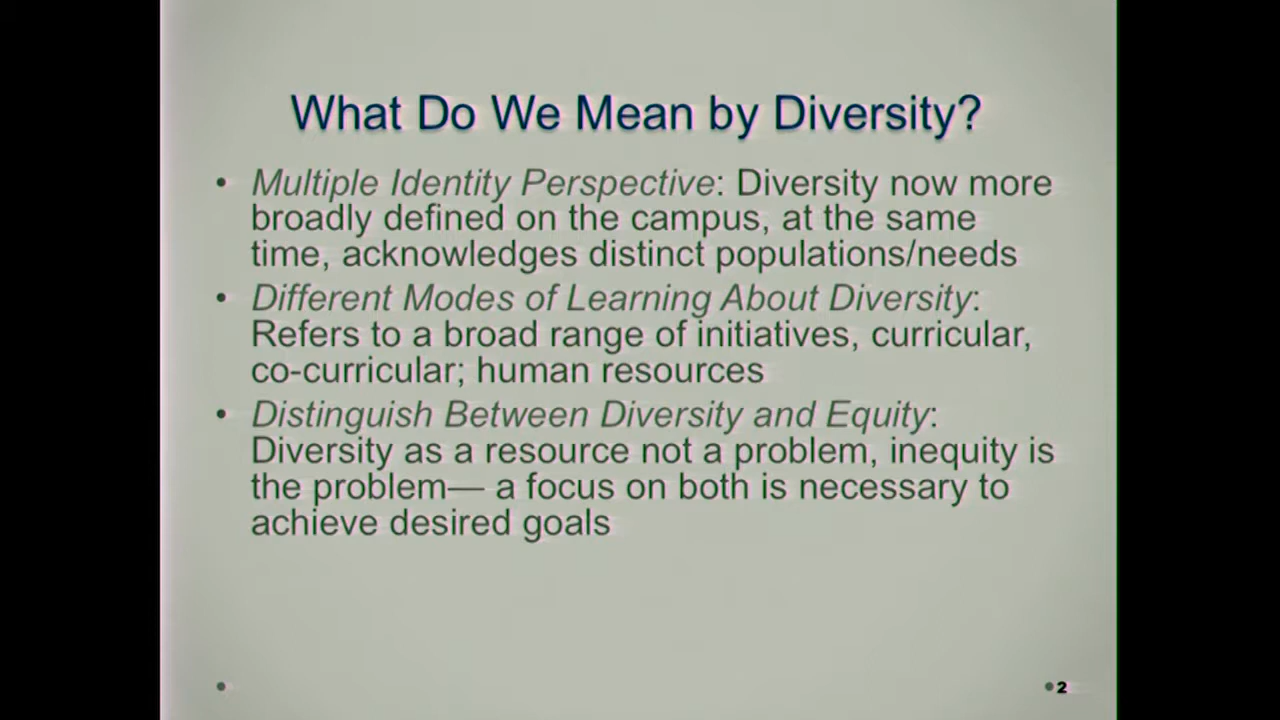 What Do We Mean by Diversity?
• Multiple Identity Perspective: Diversity now more
broadly defined on the campus, at the same
time, acknowledges distinct populations/needs
• Different Modes of Learning About Diversity:
Refers to a broad range of initiatives, curricular,
co-curricular; human resources
• Distinguish Between Diversity and Equity:
Diversity as a resource not a problem, inequity is
the problem— a focus on both is necessary to
achieve desired goals
2